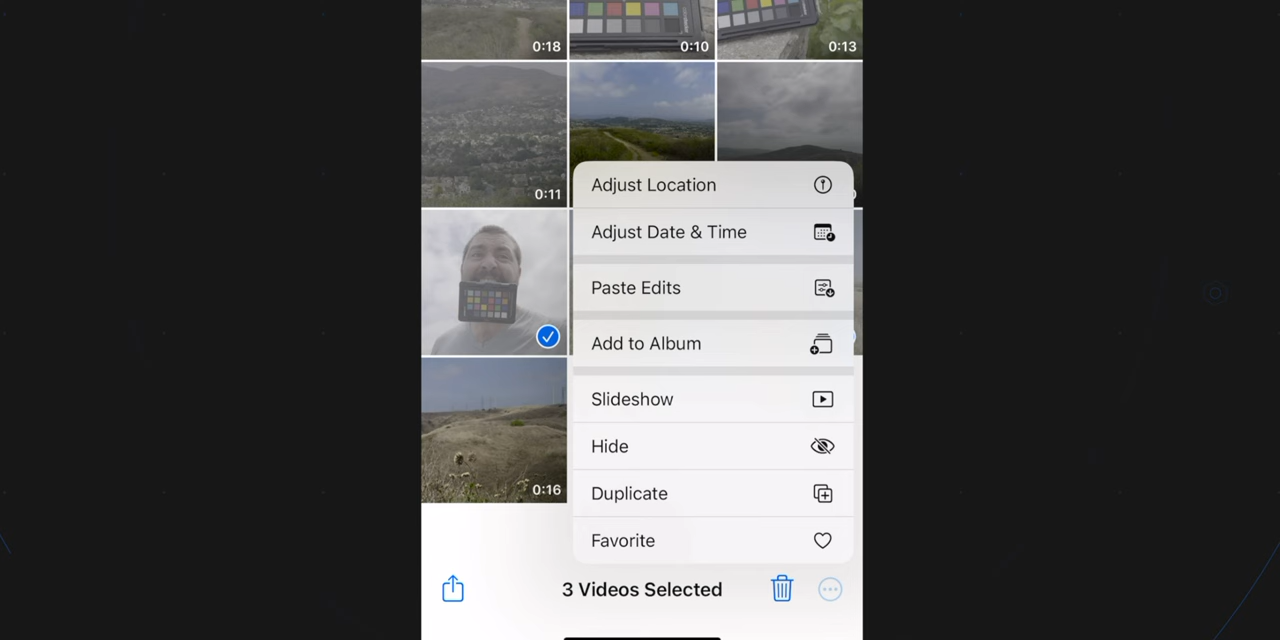 0:18
0:10
0:13
0:11
Adjust Location
Adjust Date & Time
Paste Edits
Add to Album
Slideshow
0:16
Hide
Duplicate
Favorite
3 Videos Selected